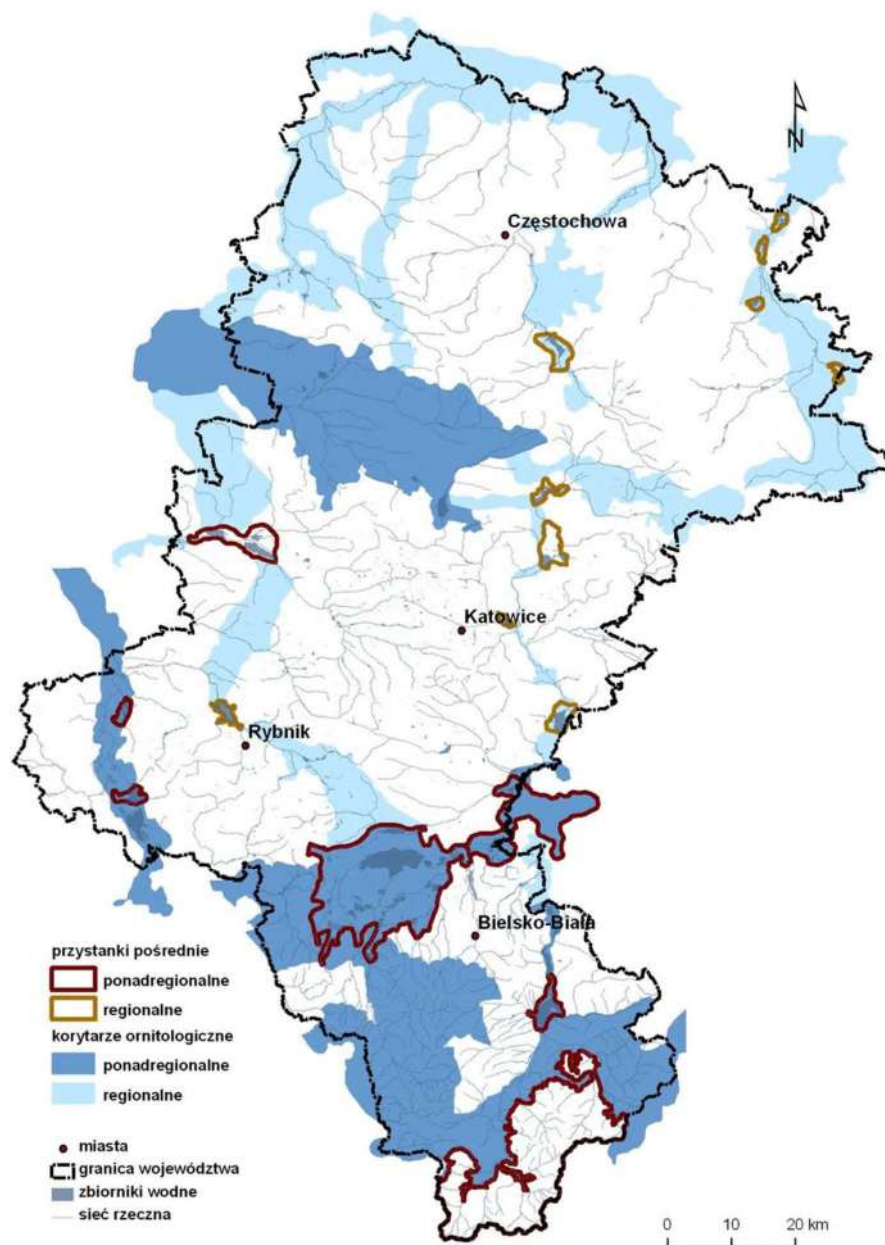 N
Częstochowa
Katowice
Rybnik
Bielsko-Biała
przystanki pośrednie
ponadregionalne
regionalne
korytarze ornitologiczne
ponadregionalne
regionalne
miasta
granica województwa
zbiorniki wodne
sieć rzeczna
0 10 20 km